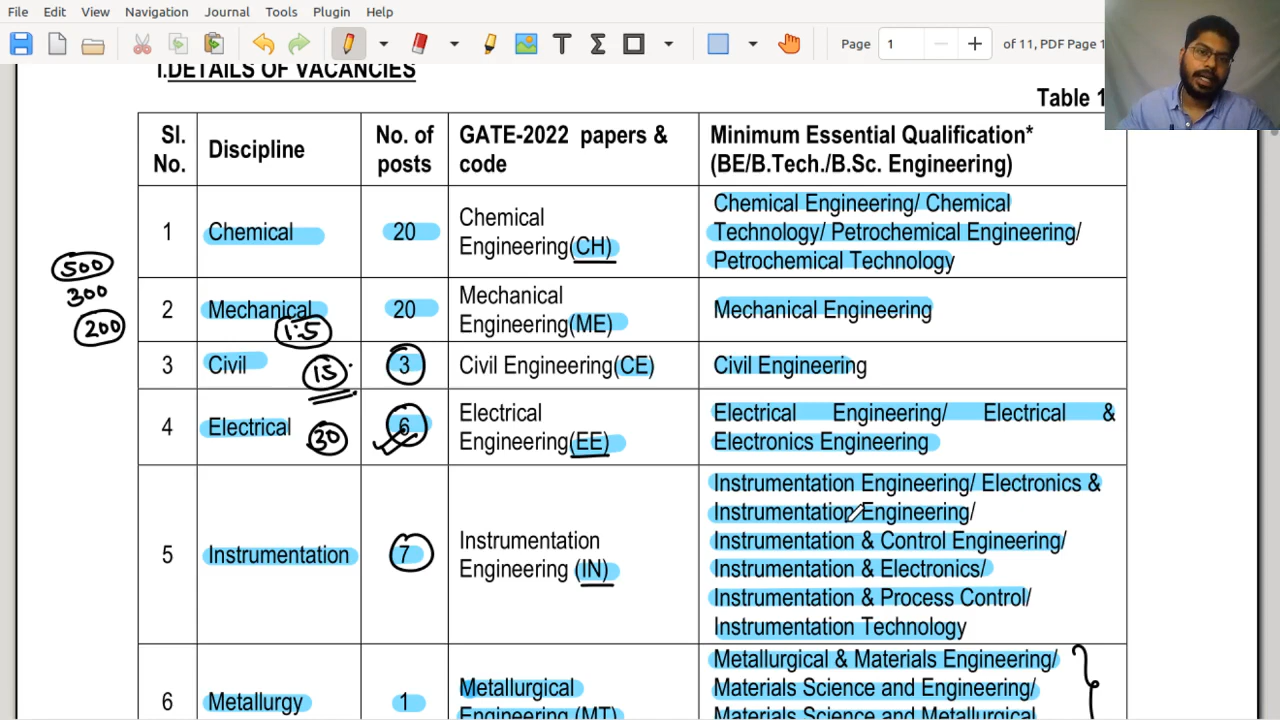 File Edit View Navigation Journal Tools Plugin Help
Page 1 of 11, PDF Page 1
I.DETAILS OF VACANCIES
Table 1
Sl. No. Discipline No. of posts GATE-2022 papers & code Minimum Essential Qualification* (BE/B.Tech./B.Sc. Engineering)
1 Chemical 20 Chemical Engineering(CH) Chemical Engineering/ Chemical Technology/ Petrochemical Engineering/ Petrochemical Technology
500
300
200
2 Mechanical 20 Mechanical Engineering(ME) Mechanical Engineering
1:5
3 Civil 15 3 Civil Engineering(CE) Civil Engineering
4 Electrical 30 6 Electrical Engineering(EE) Electrical Engineering/ Electrical & Electronics Engineering
5 Instrumentation 7 Instrumentation Engineering (IN) Instrumentation Engineering/ Electronics & Instrumentation Engineering/ Instrumentation & Control Engineering/ Instrumentation & Electronics/ Instrumentation & Process Control/ Instrumentation Technology
6 Metallurgy 1 Metallurgical Engineering (MT) Metallurgical & Materials Engineering/ Materials Science and Engineering/ Materials Science and Metallurgical